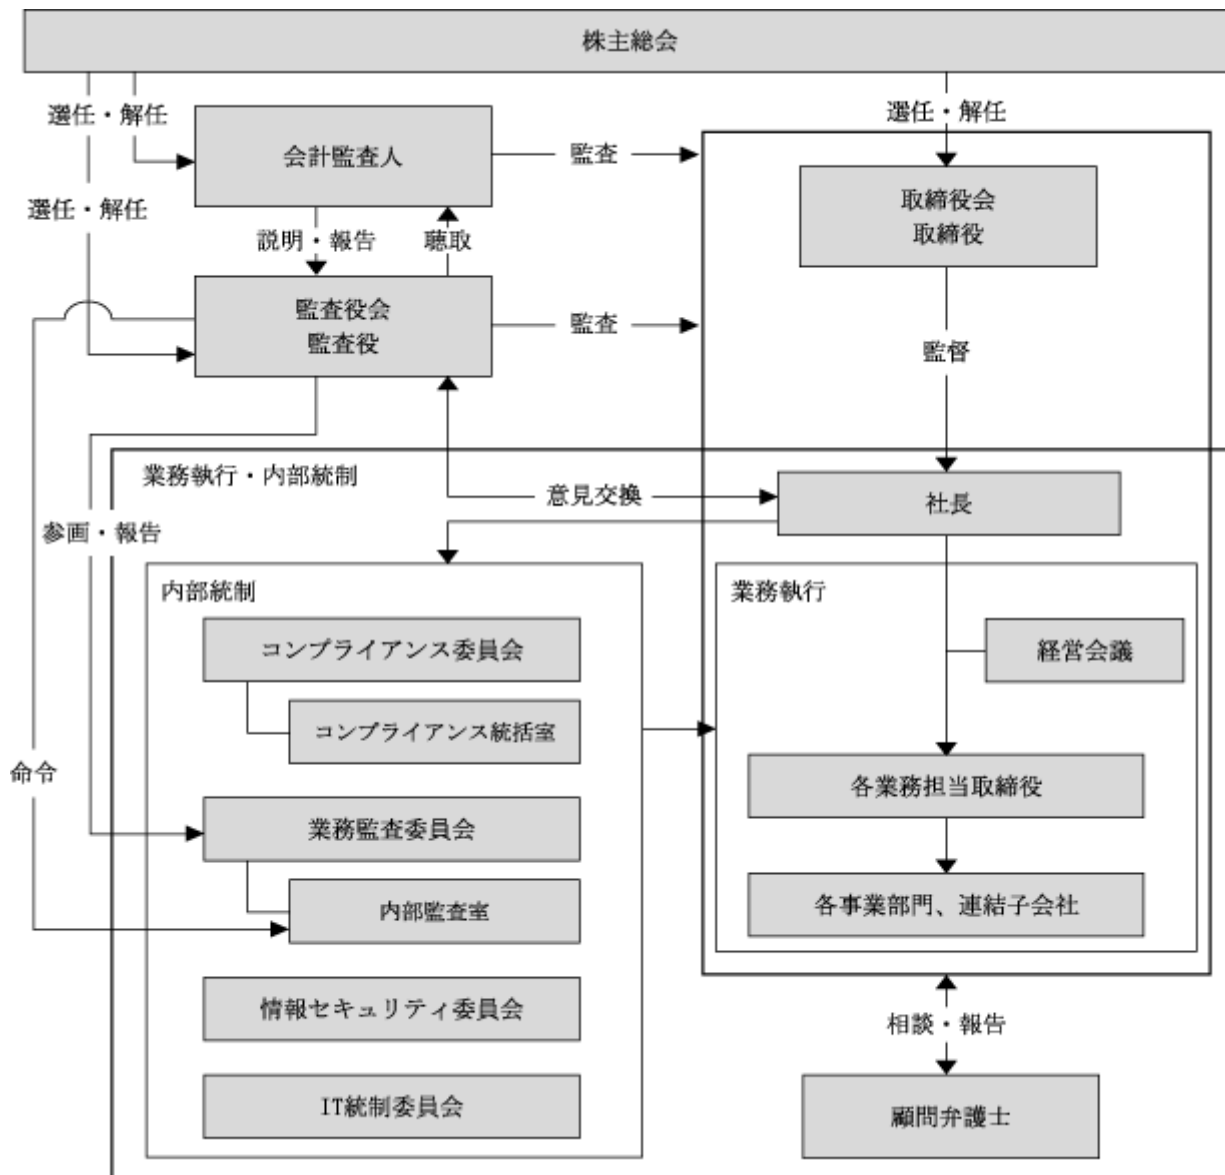 株主総会
選任・解任
選任・解任
会計監査人
監査
取締役会
取締役
選任・解任
説明・報告
聴取
監査役会
監査役
監査
監督
業務執行・内部統制
意見交換
社長
参画・報告
内部統制
業務執行
コンプライアンス委員会
経営会議
コンプライアンス統括室
命令
各業務担当取締役
業務監査委員会
内部監査室
各事業部門、連結子会社
情報セキュリティ委員会
相談・報告
IT統制委員会
顧問弁護士